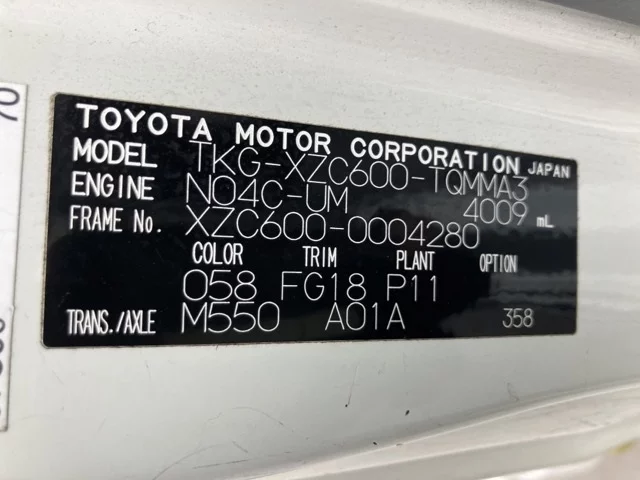 TOYOTA MOTOR CORPORATION JAPAN
MODEL TKG-XZC600-TQMMA3
ENGINE N04C-UM 4009 mL
FRAME No. XZC600-0004280
COLOR TRIM PLANT OPTION
058 FG18 P11
TRANS./AXLE M550 A01A 358
70